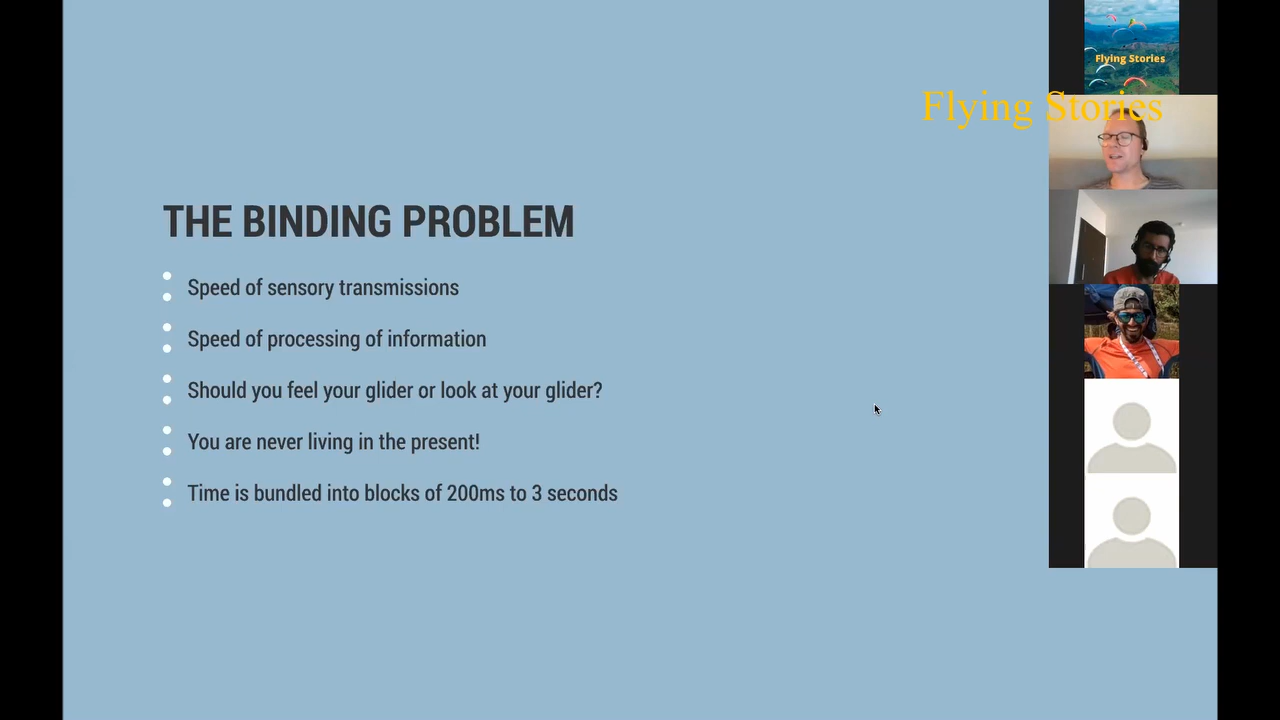 Flying Stories
Flying Stories
THE BINDING PROBLEM
Speed of sensory transmissions
Speed of processing of information
Should you feel your glider or look at your glider?
You are never living in the present!
Time is bundled into blocks of 200ms to 3 seconds